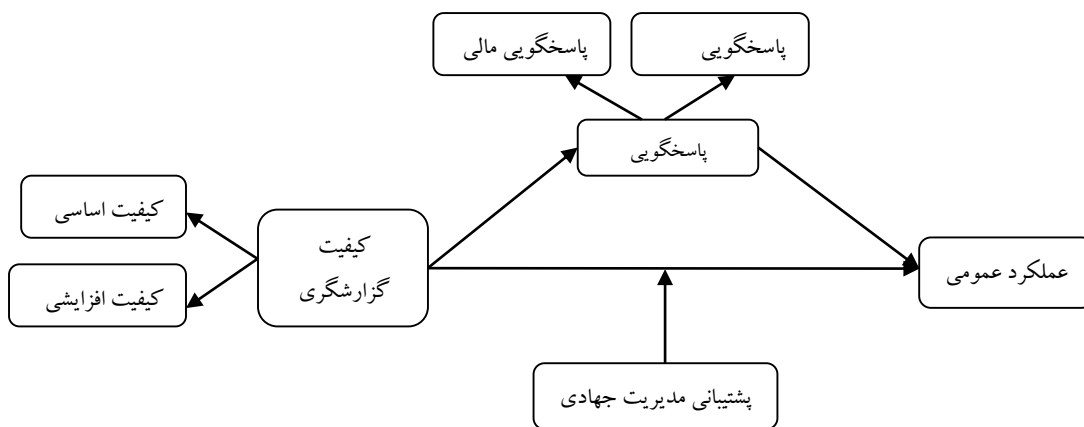 پاسخگویی
پاسخگویی مالی
پاسخگویی
کیفیت اساسی
کیفیت
گزارشگری
کیفیت افزایشی
عملکرد عمومی
پشتیبانی مدیریت جهادی